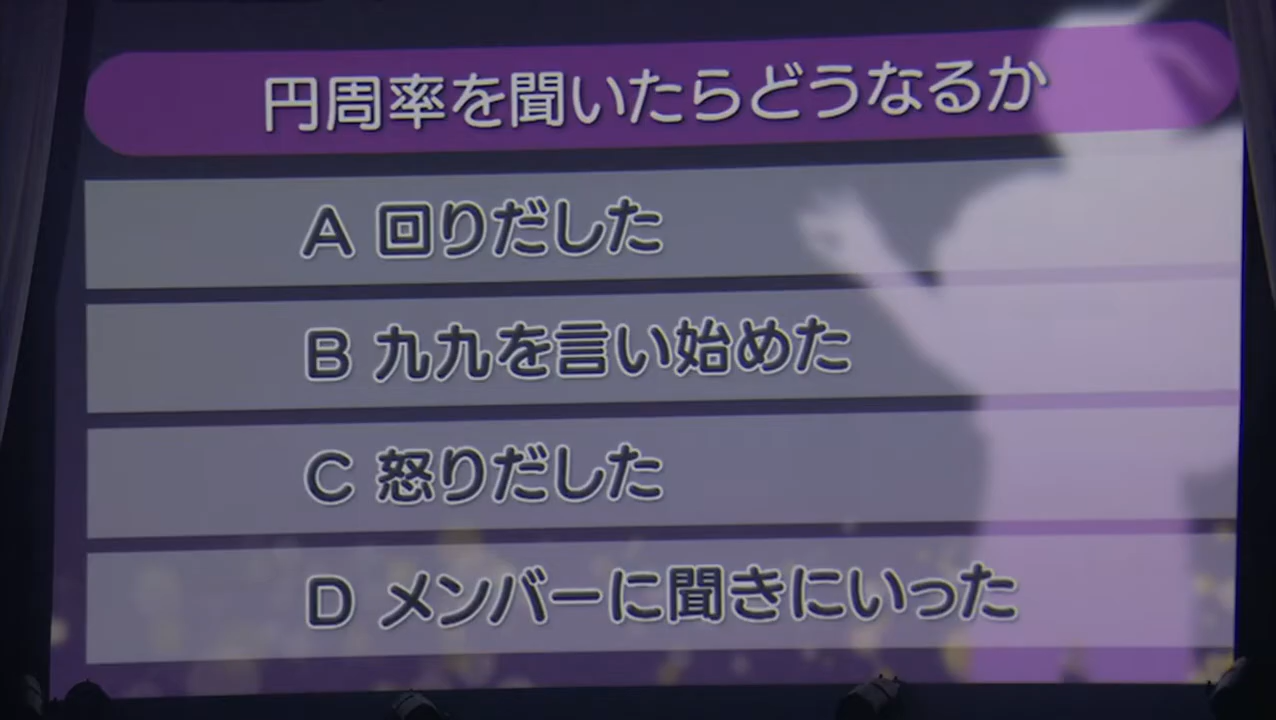 円周率を聞いたらどうなるか
A 回りだした
B 九九を言い始めた
C 怒りだした
D メンバーに聞きにいった